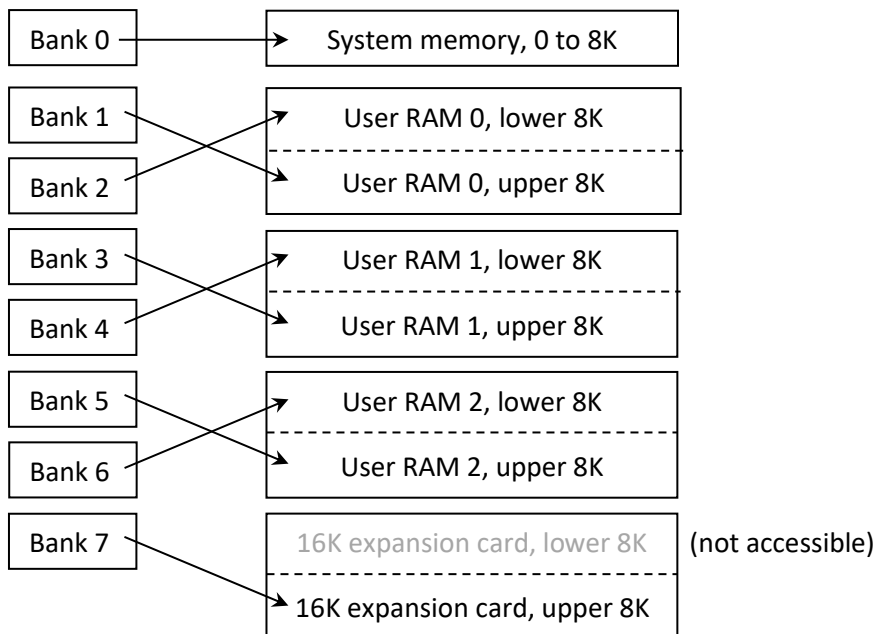 Bank 0
System memory, 0 to 8K
Bank 1
User RAM 0, lower 8K
Bank 2
User RAM 0, upper 8K
Bank 3
User RAM 1, lower 8K
Bank 4
User RAM 1, upper 8K
Bank 5
User RAM 2, lower 8K
Bank 6
User RAM 2, upper 8K
Bank 7
16K expansion card, lower 8K (not accessible)
16K expansion card, upper 8K